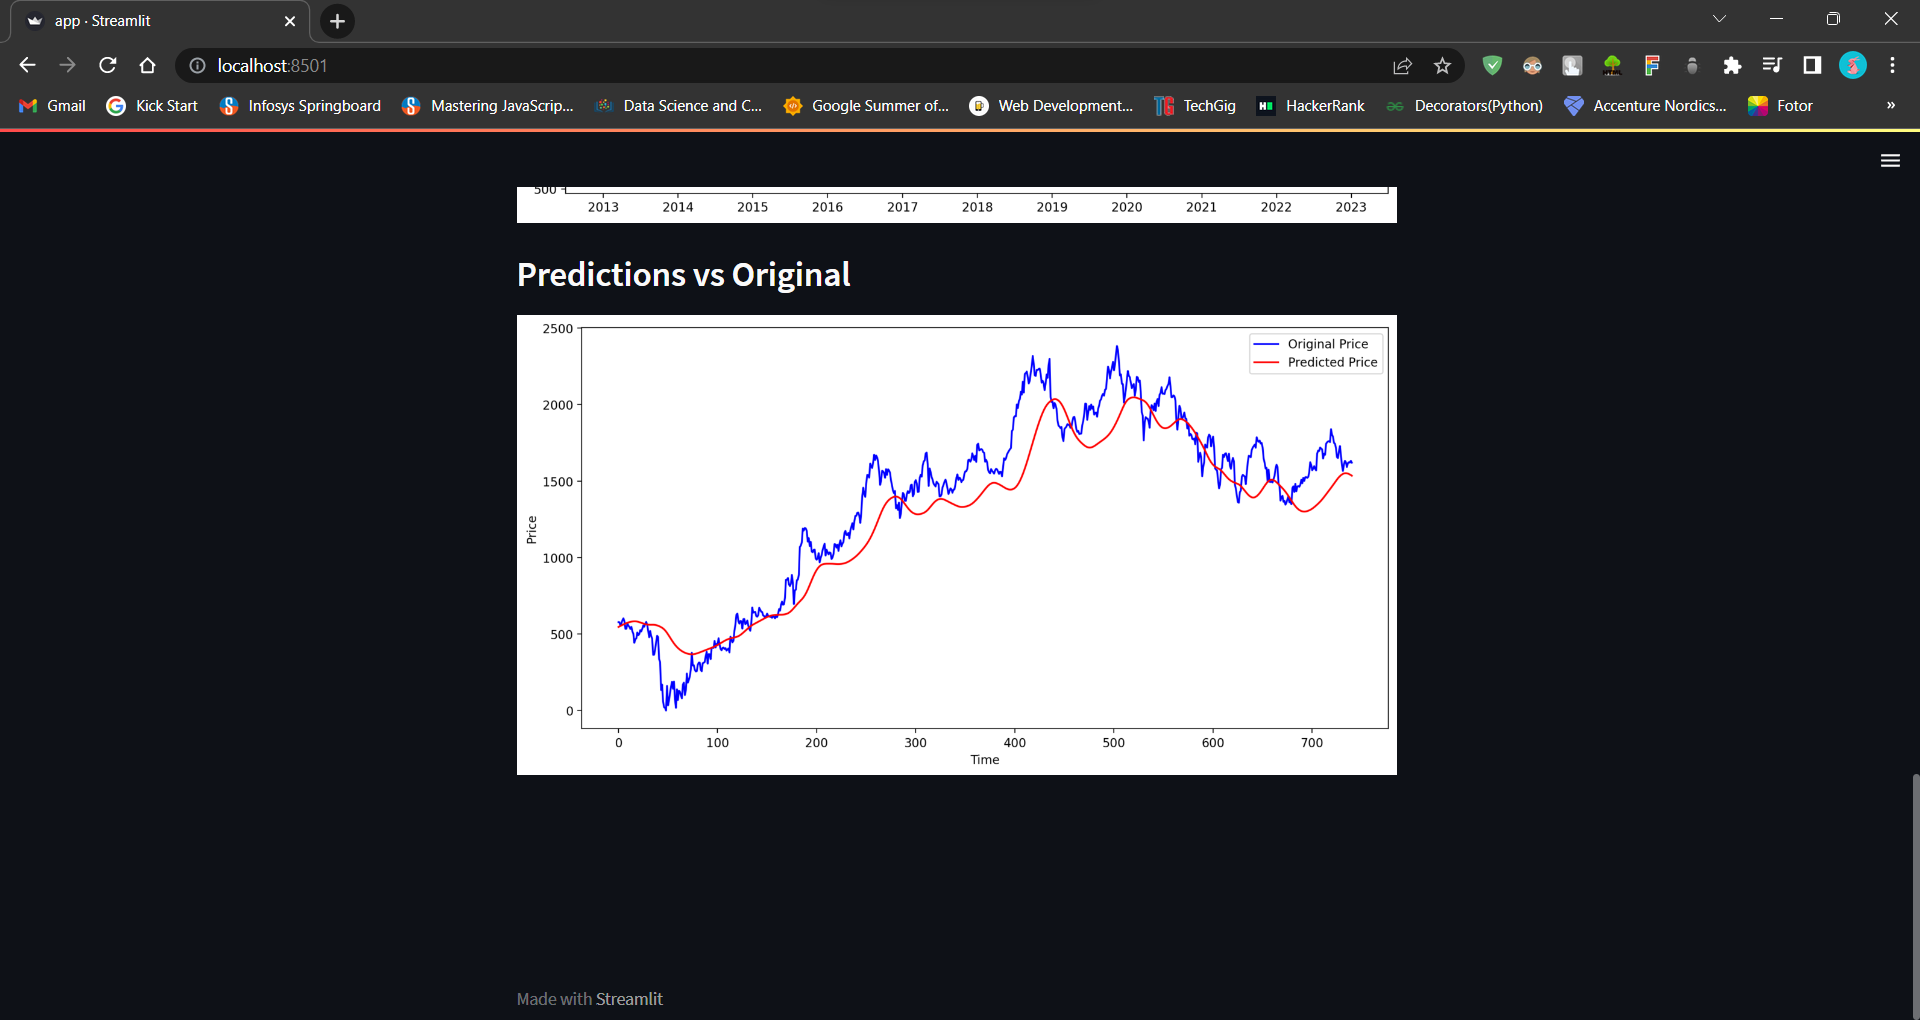 app · Streamlit
localhost:8501
Gmail Kick Start Infosys Springboard Mastering JavaScrip... Data Science and C... Google Summer of... Web Development... TechGig HackerRank Decorators(Python) Accenture Nordics... Fotor »
500
2013 2014 2015 2016 2017 2018 2019 2020 2021 2022 2023
Predictions vs Original
2500
Original Price
Predicted Price
2000
1500
Price
1000
500
0
0 100 200 300 400 500 600 700
Time
Made with Streamlit